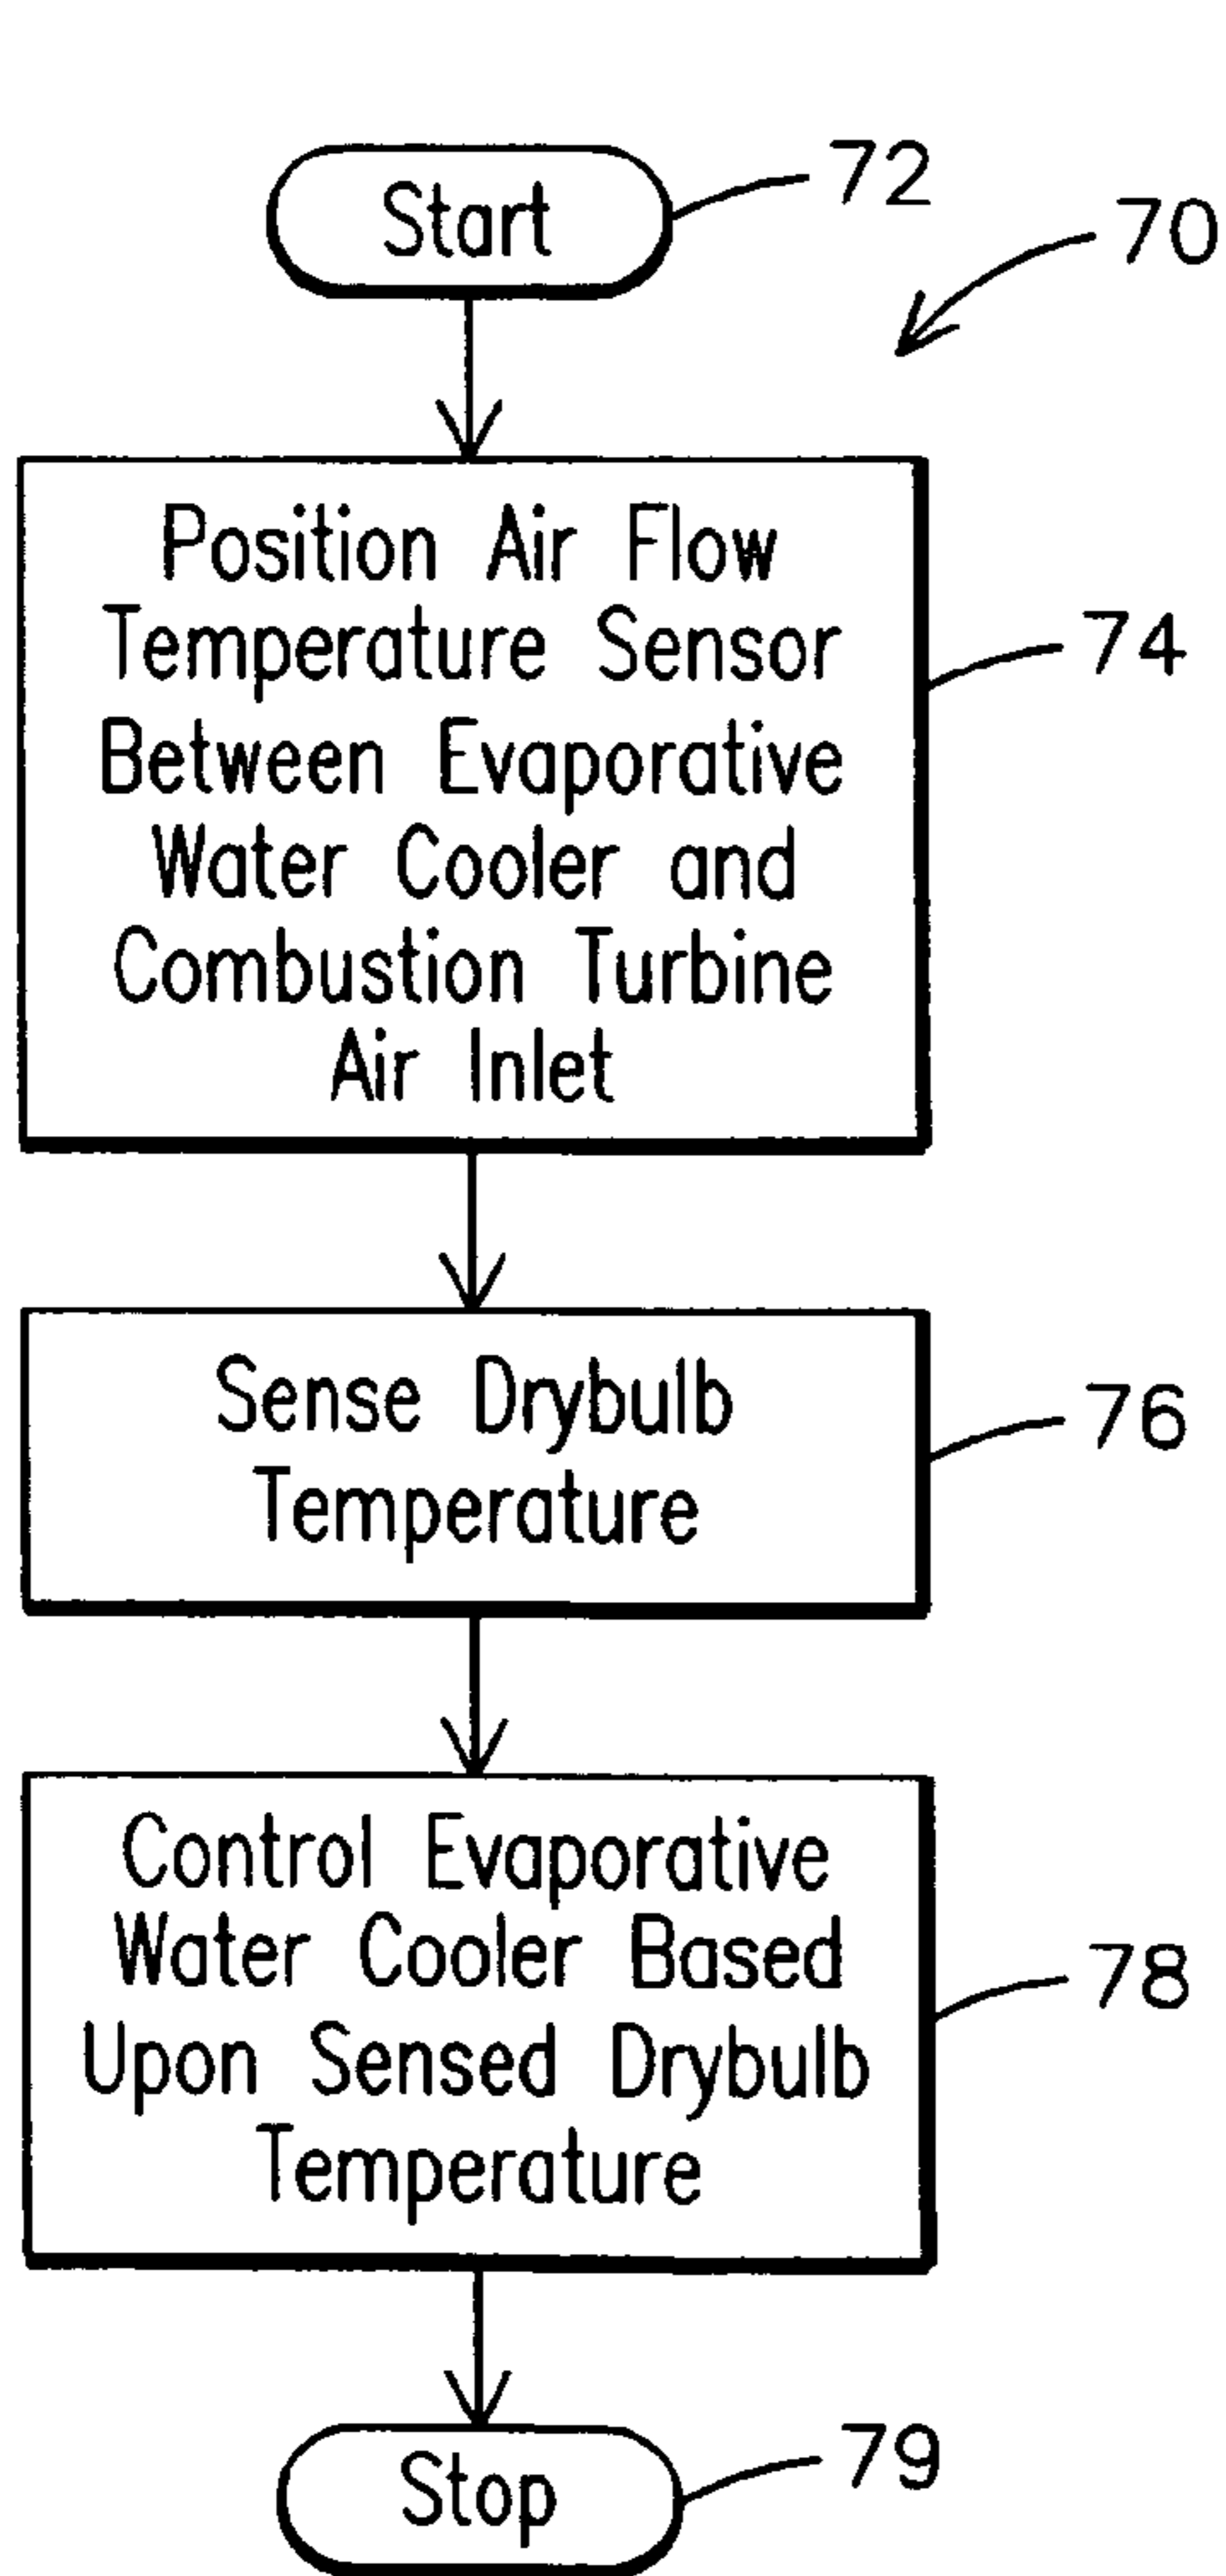 Start
72
70
Position Air Flow
Temperature Sensor
Between Evaporative
Water Cooler and
Combustion Turbine
Air Inlet
74
Sense Drybulb
Temperature
76
Control Evaporative
Water Cooler Based
Upon Sensed Drybulb
Temperature
78
Stop
79